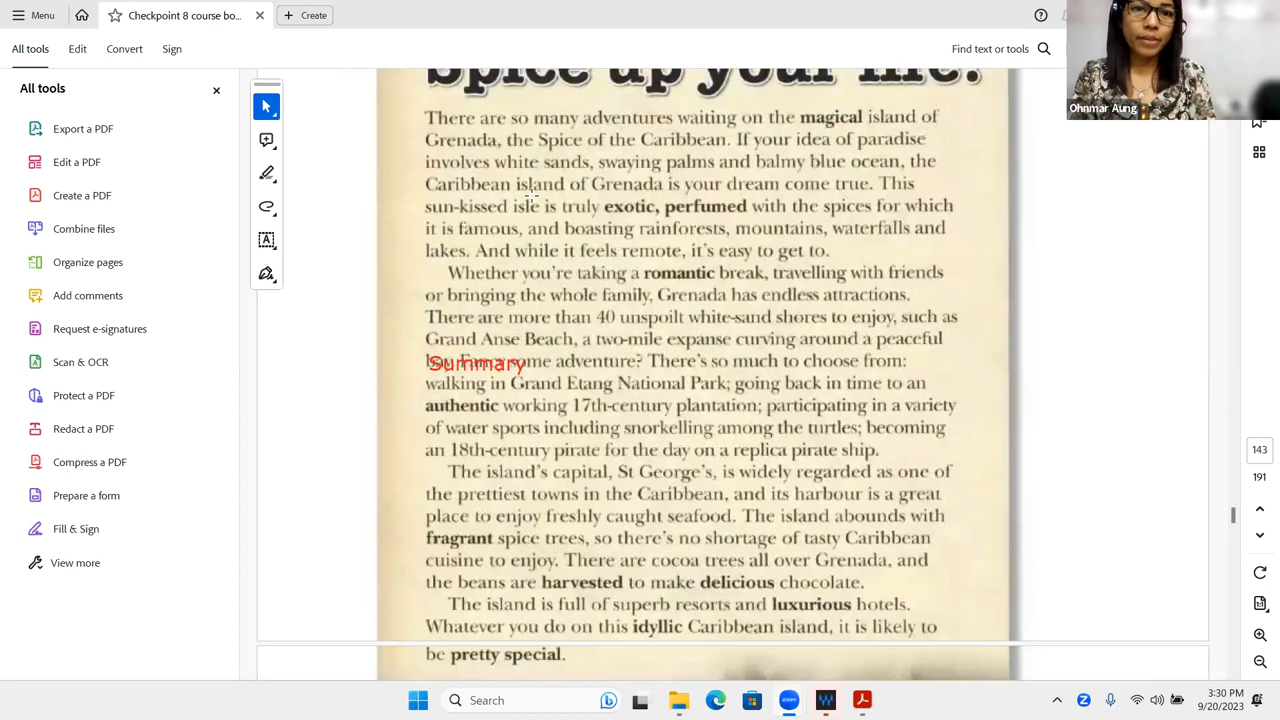 Menu
Checkpoint 8 course bo...
Create
All tools
Edit
Convert
Sign
Find text or tools
Ohnmar Aung
All tools
Export a PDF
Edit a PDF
Create a PDF
Combine files
Organize pages
Add comments
Request e-signatures
Scan & OCR
Protect a PDF
Redact a PDF
Compress a PDF
Prepare a form
Fill & Sign
View more
Spice up your life!
There are so many adventures waiting on the magical island of
Grenada, the Spice of the Caribbean. If your idea of paradise
involves white sands, swaying palms and balmy blue ocean, the
Caribbean island of Grenada is your dream come true. This
sun-kissed isle is truly exotic, perfumed with the spices for which
it is famous, and boasting rainforests, mountains, waterfalls and
lakes. And while it feels remote, it's easy to get to.
Whether you're taking a romantic break, travelling with friends
or bringing the whole family, Grenada has endless attractions.
There are more than 40 unspoilt white-sand shores to enjoy, such as
Grand Anse Beach, a two-mile expanse curving around a peaceful
Summary
adventure? There's so much to choose from:
walking in Grand Etang National Park; going back in time to an
authentic working 17th-century plantation; participating in a variety
of water sports including snorkelling among the turtles; becoming
an 18th-century pirate for the day on a replica pirate ship.
The island's capital, St George's, is widely regarded as one of
the prettiest towns in the Caribbean, and its harbour is a great
place to enjoy freshly caught seafood. The island abounds with
fragrant spice trees, so there's no shortage of tasty Caribbean
cuisine to enjoy. There are cocoa trees all over Grenada, and
the beans are harvested to make delicious chocolate.
The island is full of superb resorts and luxurious hotels.
Whatever you do on this idyllic Caribbean island, it is likely to
be pretty special.
143
191
Search
3:30 PM
9/20/2023